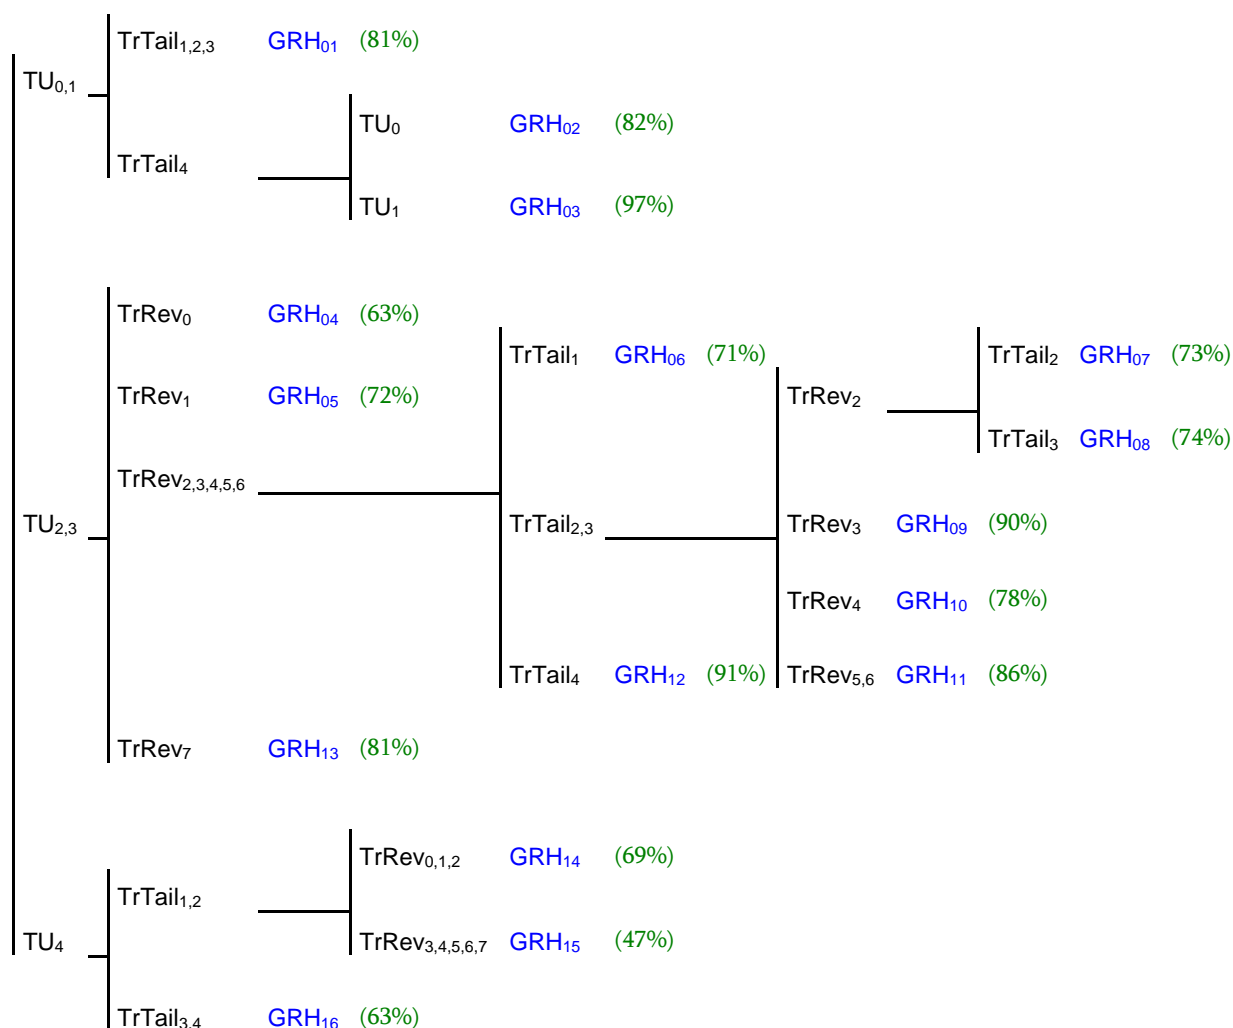 TrTail1,2,3 GRH01 (81%)
TU0,1
TU0 GRH02 (82%)
TrTail4
TU1 GRH03 (97%)
TrRev0 GRH04 (63%)
TrTail1 GRH06 (71%) TrTail2 GRH07 (73%)
TrRev1 GRH05 (72%) TrRev2
TrTail3 GRH08 (74%)
TrRev2,3,4,5,6
TU2,3 TrTail2,3 TrRev3 GRH09 (90%)
TrRev4 GRH10 (78%)
TrTail4 GRH12 (91%) TrRev5,6 GRH11 (86%)
TrRev7 GRH13 (81%)
TrRev0,1,2 GRH14 (69%)
TrTail1,2
TU4 TrRev3,4,5,6,7 GRH15 (47%)
TrTail3,4 GRH16 (63%)